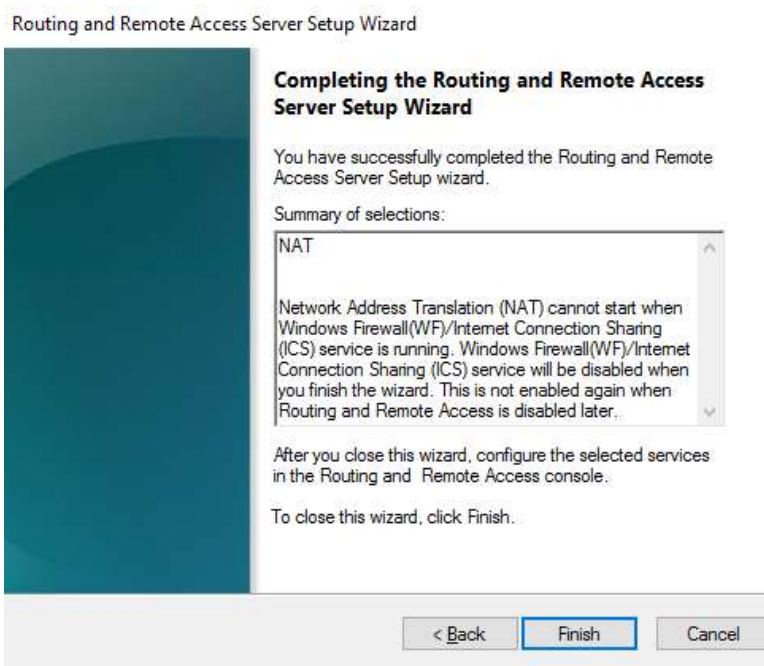 Routing and Remote Access Server Setup Wizard
Completing the Routing and Remote Access
Server Setup Wizard
You have successfully completed the Routing and Remote
Access Server Setup wizard.
Summary of selections:
NAT
Network Address Translation (NAT) cannot start when
Windows Firewall(WF)/Internet Connection Sharing
(ICS) service is running. Windows Firewall(WF)/Internet
Connection Sharing (ICS) service will be disabled when
you finish the wizard. This is not enabled again when
Routing and Remote Access is disabled later.
After you close this wizard, configure the selected services
in the Routing and  Remote Access console.
To close this wizard, click Finish.
< Back
Finish
Cancel